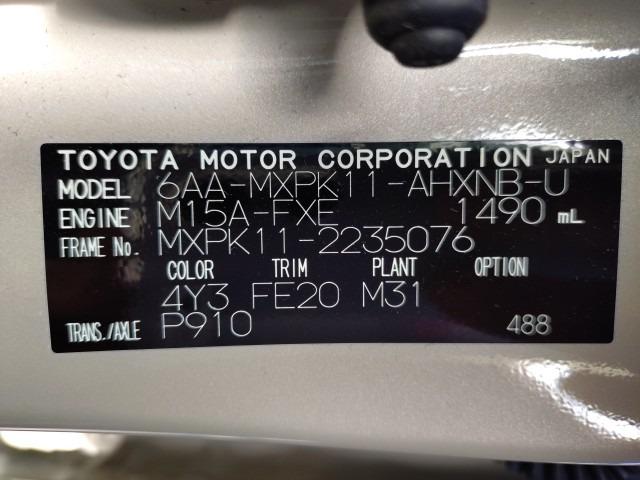 TOYOTA MOTOR CORPORATION JAPAN
MODEL 6AA-MXPK11-AHXNB-U
ENGINE M15A-FXE 1490 mL
FRAME No. MXPK11-2235076
COLOR TRIM PLANT OPTION
4Y3 FE20 M31
TRANS./AXLE P910 488